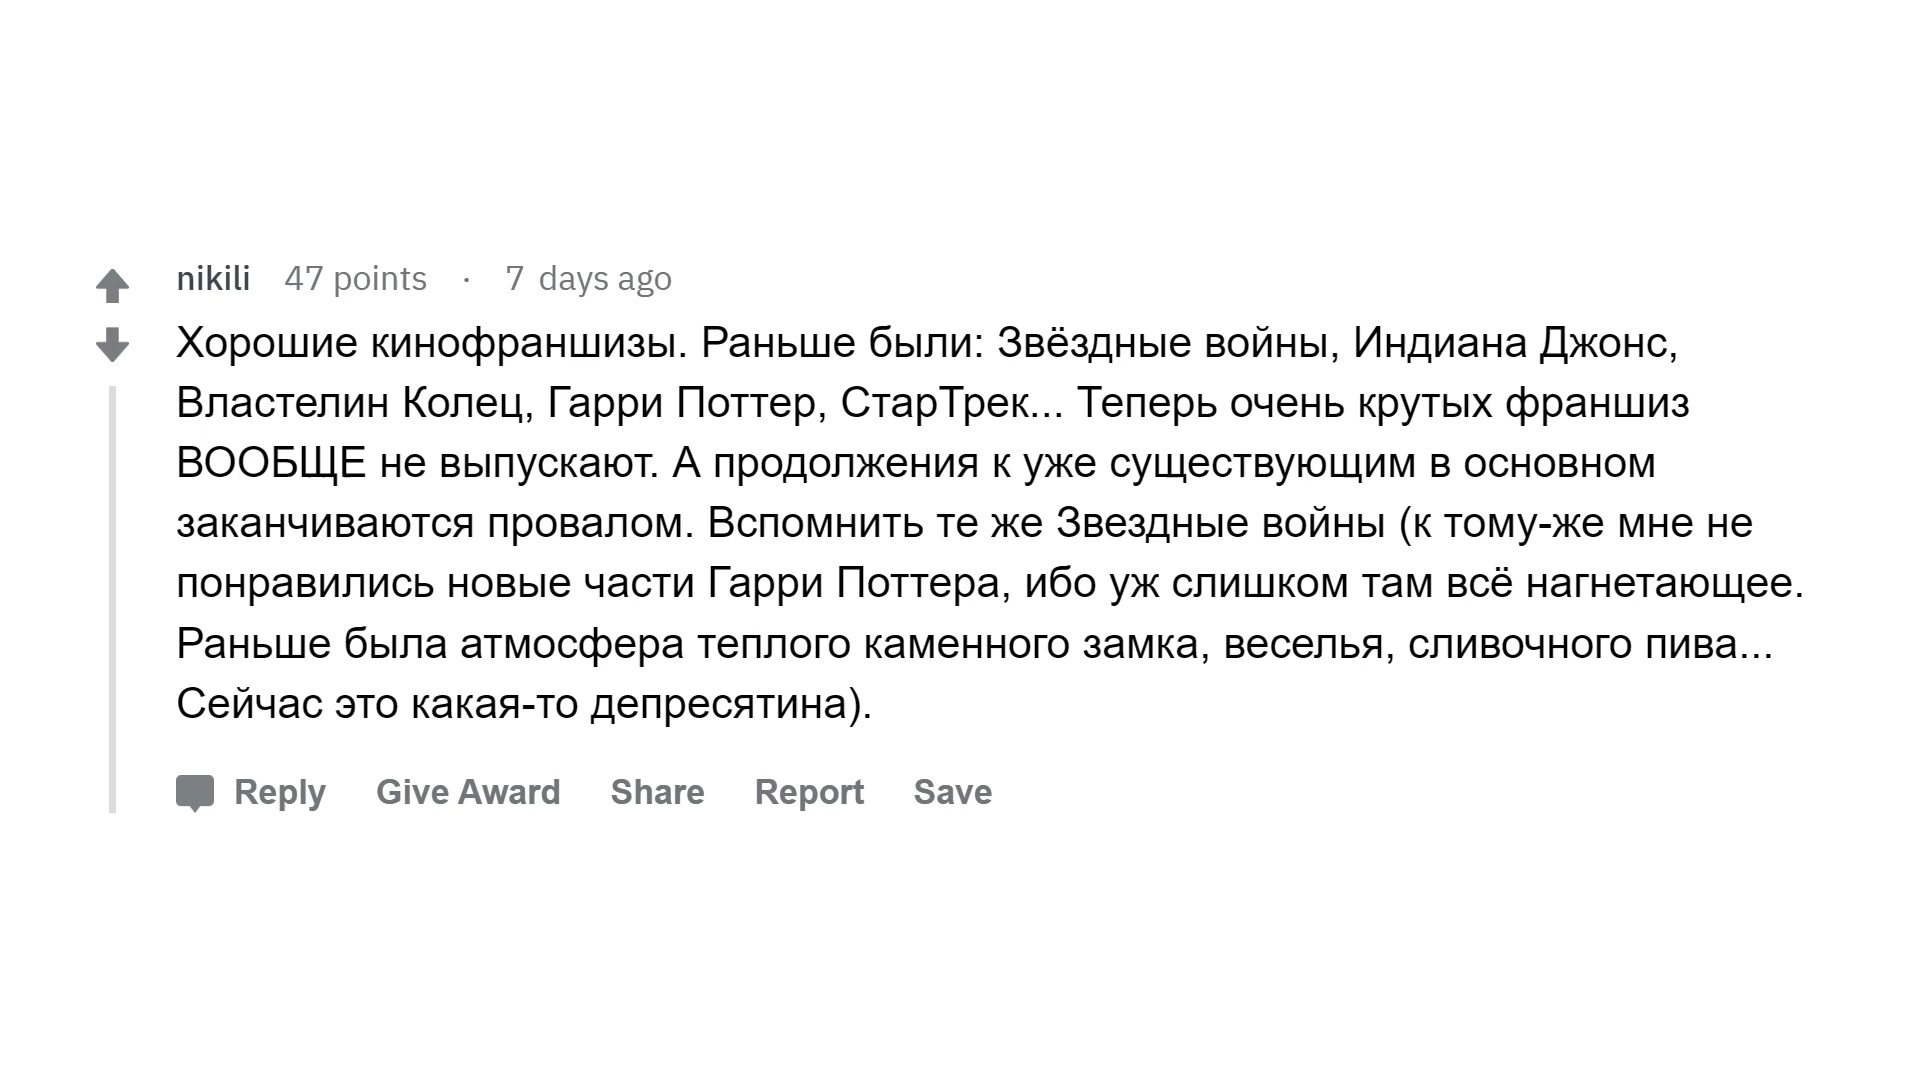 nikili 47 points · 7 days ago
Хорошие кинофраншизы. Раньше были: Звёздные войны, Индиана Джонс,
Властелин Колец, Гарри Поттер, СтарТрек... Теперь очень крутых франшиз
ВООБЩЕ не выпускают. А продолжения к уже существующим в основном
заканчиваются провалом. Вспомнить те же Звездные войны (к тому-же мне не
понравились новые части Гарри Поттера, ибо уж слишком там всё нагнетающее.
Раньше была атмосфера теплого каменного замка, веселья, сливочного пива...
Сейчас это какая-то депресятина).
Reply Give Award Share Report Save